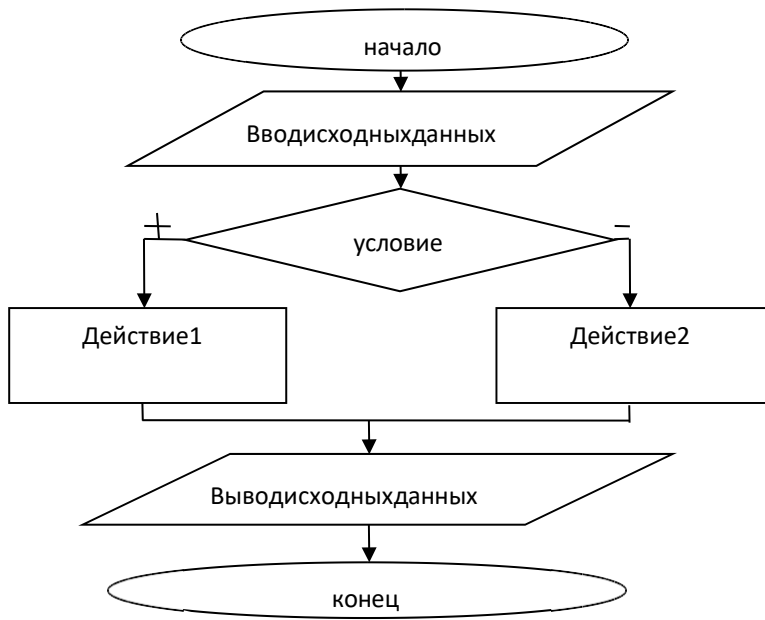 начало
Вводисходныхданных
+
−
условие
Действие1
Действие2
Выводисходныхданных
конец